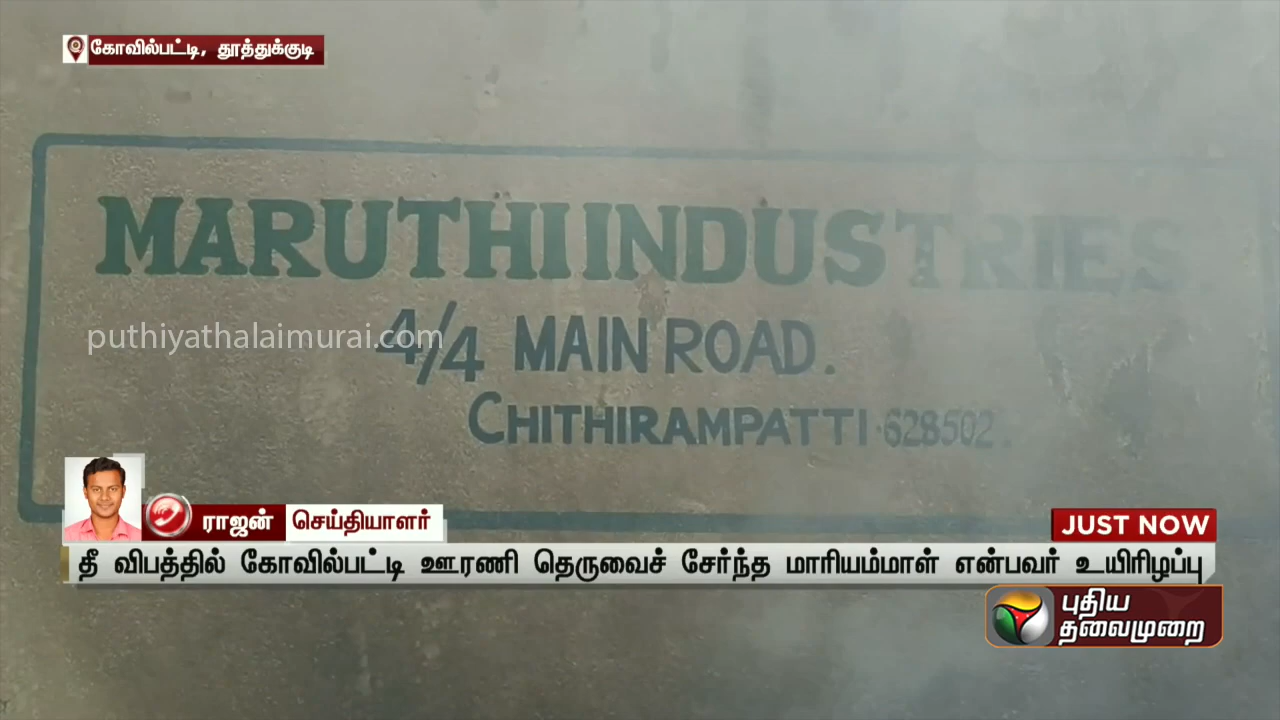 கோவில்பட்டி, தூத்துக்குடி
MARUTHI INDUSTRIES
4/4 MAIN ROAD.
puthiyathalaimurai.com
CHITHIRAMPATTI - 628502.
ராஜன் செய்தியாளர்
JUST NOW
தீ விபத்தில் கோவில்பட்டி ஊரணி தெருவைச் சேர்ந்த மாரியம்மாள் என்பவர் உயிரிழப்பு
புதிய
தலைமுறை